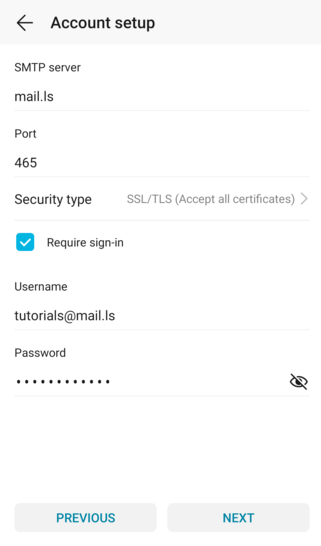 Account setup
SMTP server
mail.ls
Port
465
Security type SSL/TLS (Accept all certificates)
Require sign-in
Username
tutorials@mail.ls
Password
••••••••••••
PREVIOUS NEXT